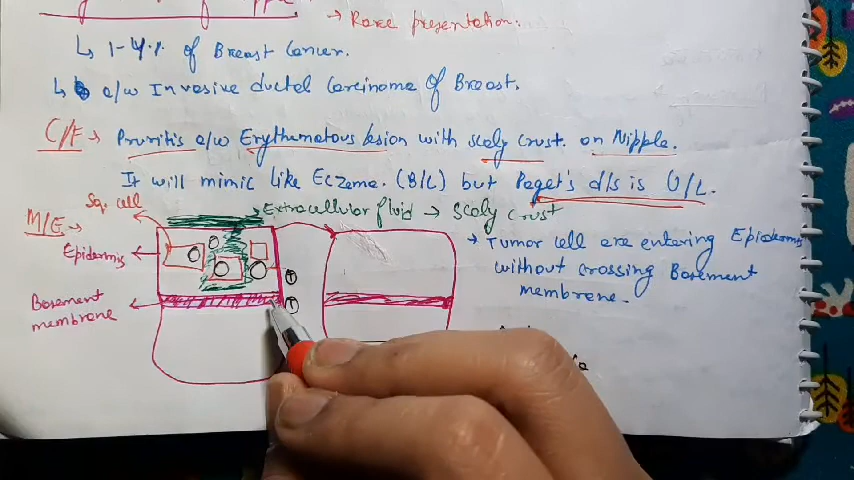 → Rare presentation.
↳ 1-4% of Breast Cancer.
↳ a/w Invasive ductal Carcinoma of Breast.
C/F → Pruritis a/w Erythematous lesion with scaly crust on Nipple.
It will mimic like Eczema. (B/L) but Paget's d/s is U/L.
M/E →
Sq. cell
Extracellular fluid → Scaly crust
Epidermis
Basement membrane
T
T
→ Tumor cell are entering Epidermis
without crossing Basement
membrane.